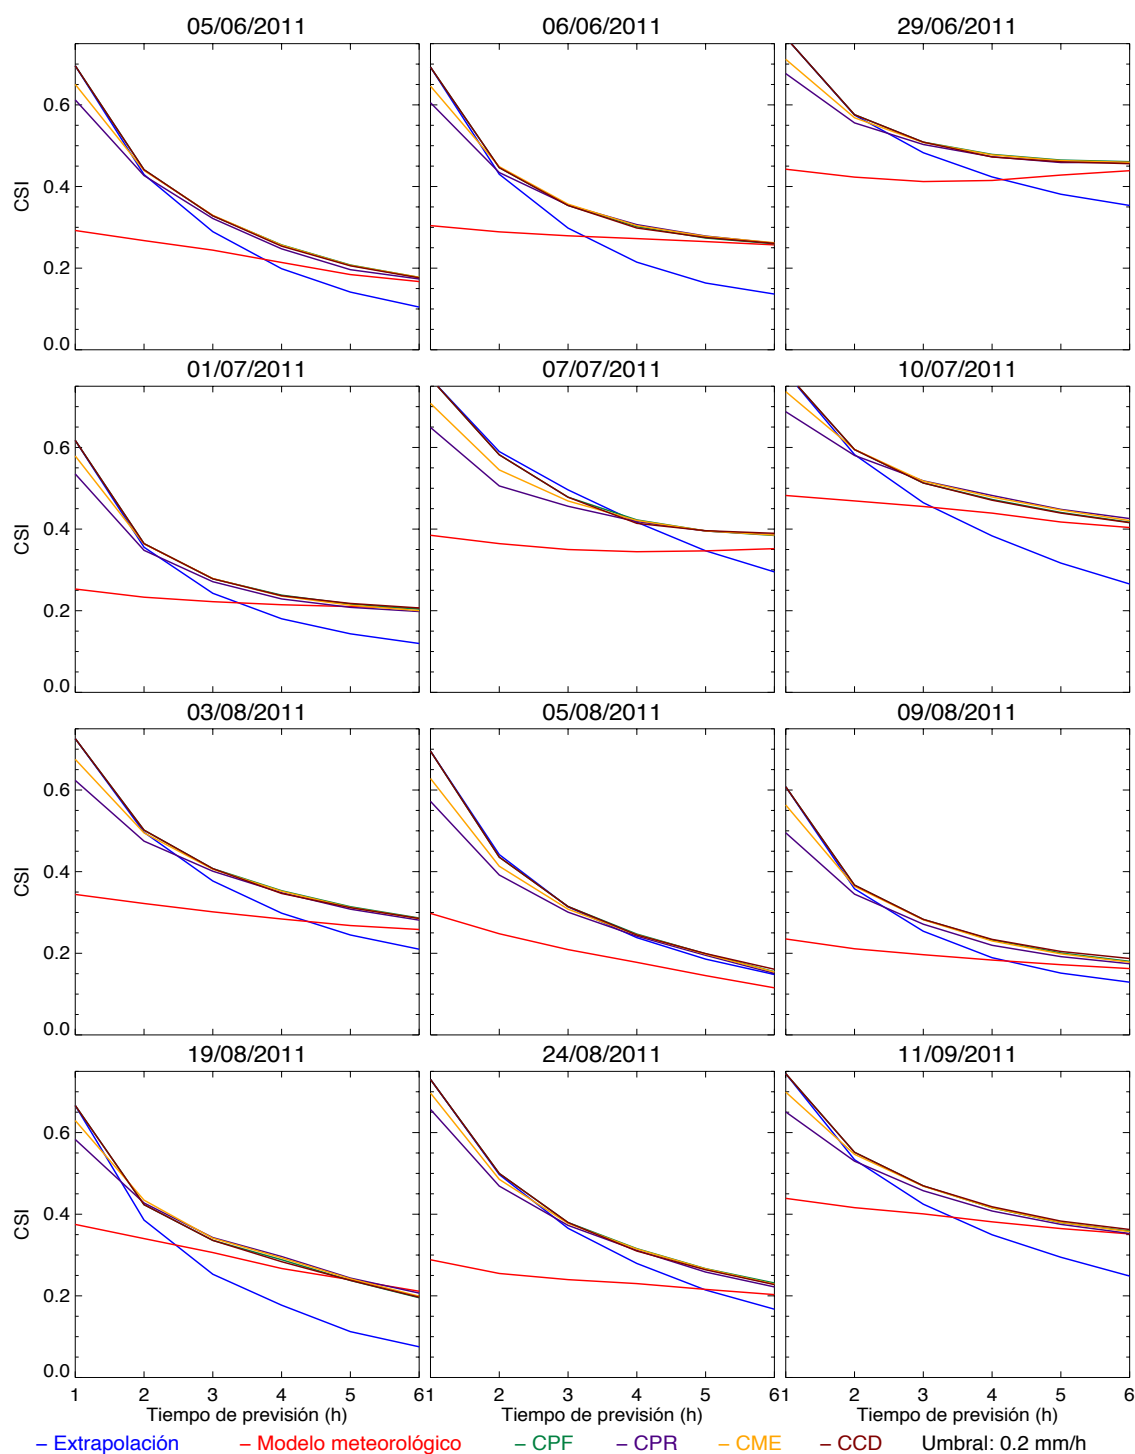 05/06/2011 06/06/2011 29/06/2011
0.6
0.4
CSI
0.2
0.0
01/07/2011 07/07/2011 10/07/2011
0.6
0.4
CSI
0.2
0.0
03/08/2011 05/08/2011 09/08/2011
0.6
0.4
CSI
0.2
0.0
19/08/2011 24/08/2011 11/09/2011
0.6
0.4
CSI
0.2
0.0
1 2 3 4 5 61 2 3 4 5 61 2 3 4 5 6
Tiempo de previsión (h) Tiempo de previsión (h) Tiempo de previsión (h)
– Extrapolación – Modelo meteorológico – CPF – CPR – CME – CCD Umbral: 0.2 mm/h